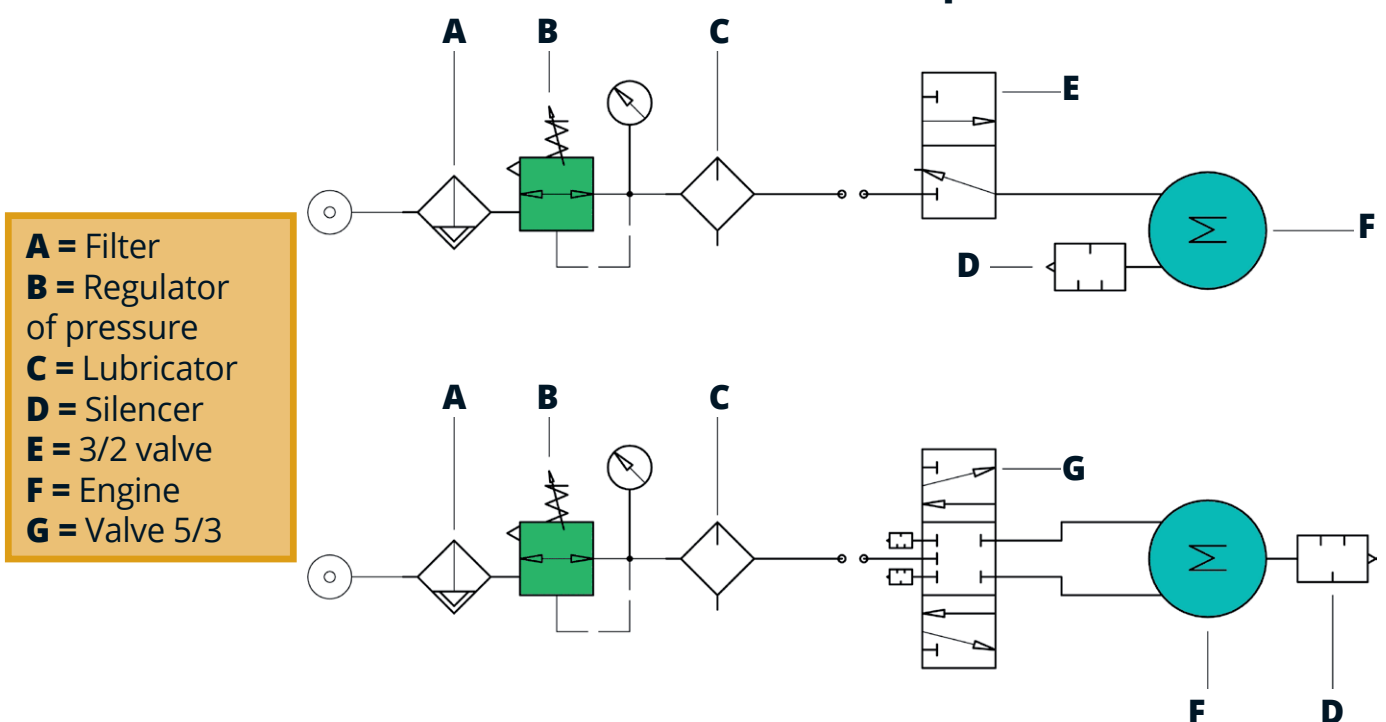 A B C
E
F
D
A = Filter
B = Regulator
of pressure
C = Lubricator
D = Silencer
E = 3/2 valve
F = Engine
G = Valve 5/3
A B C
G
F D